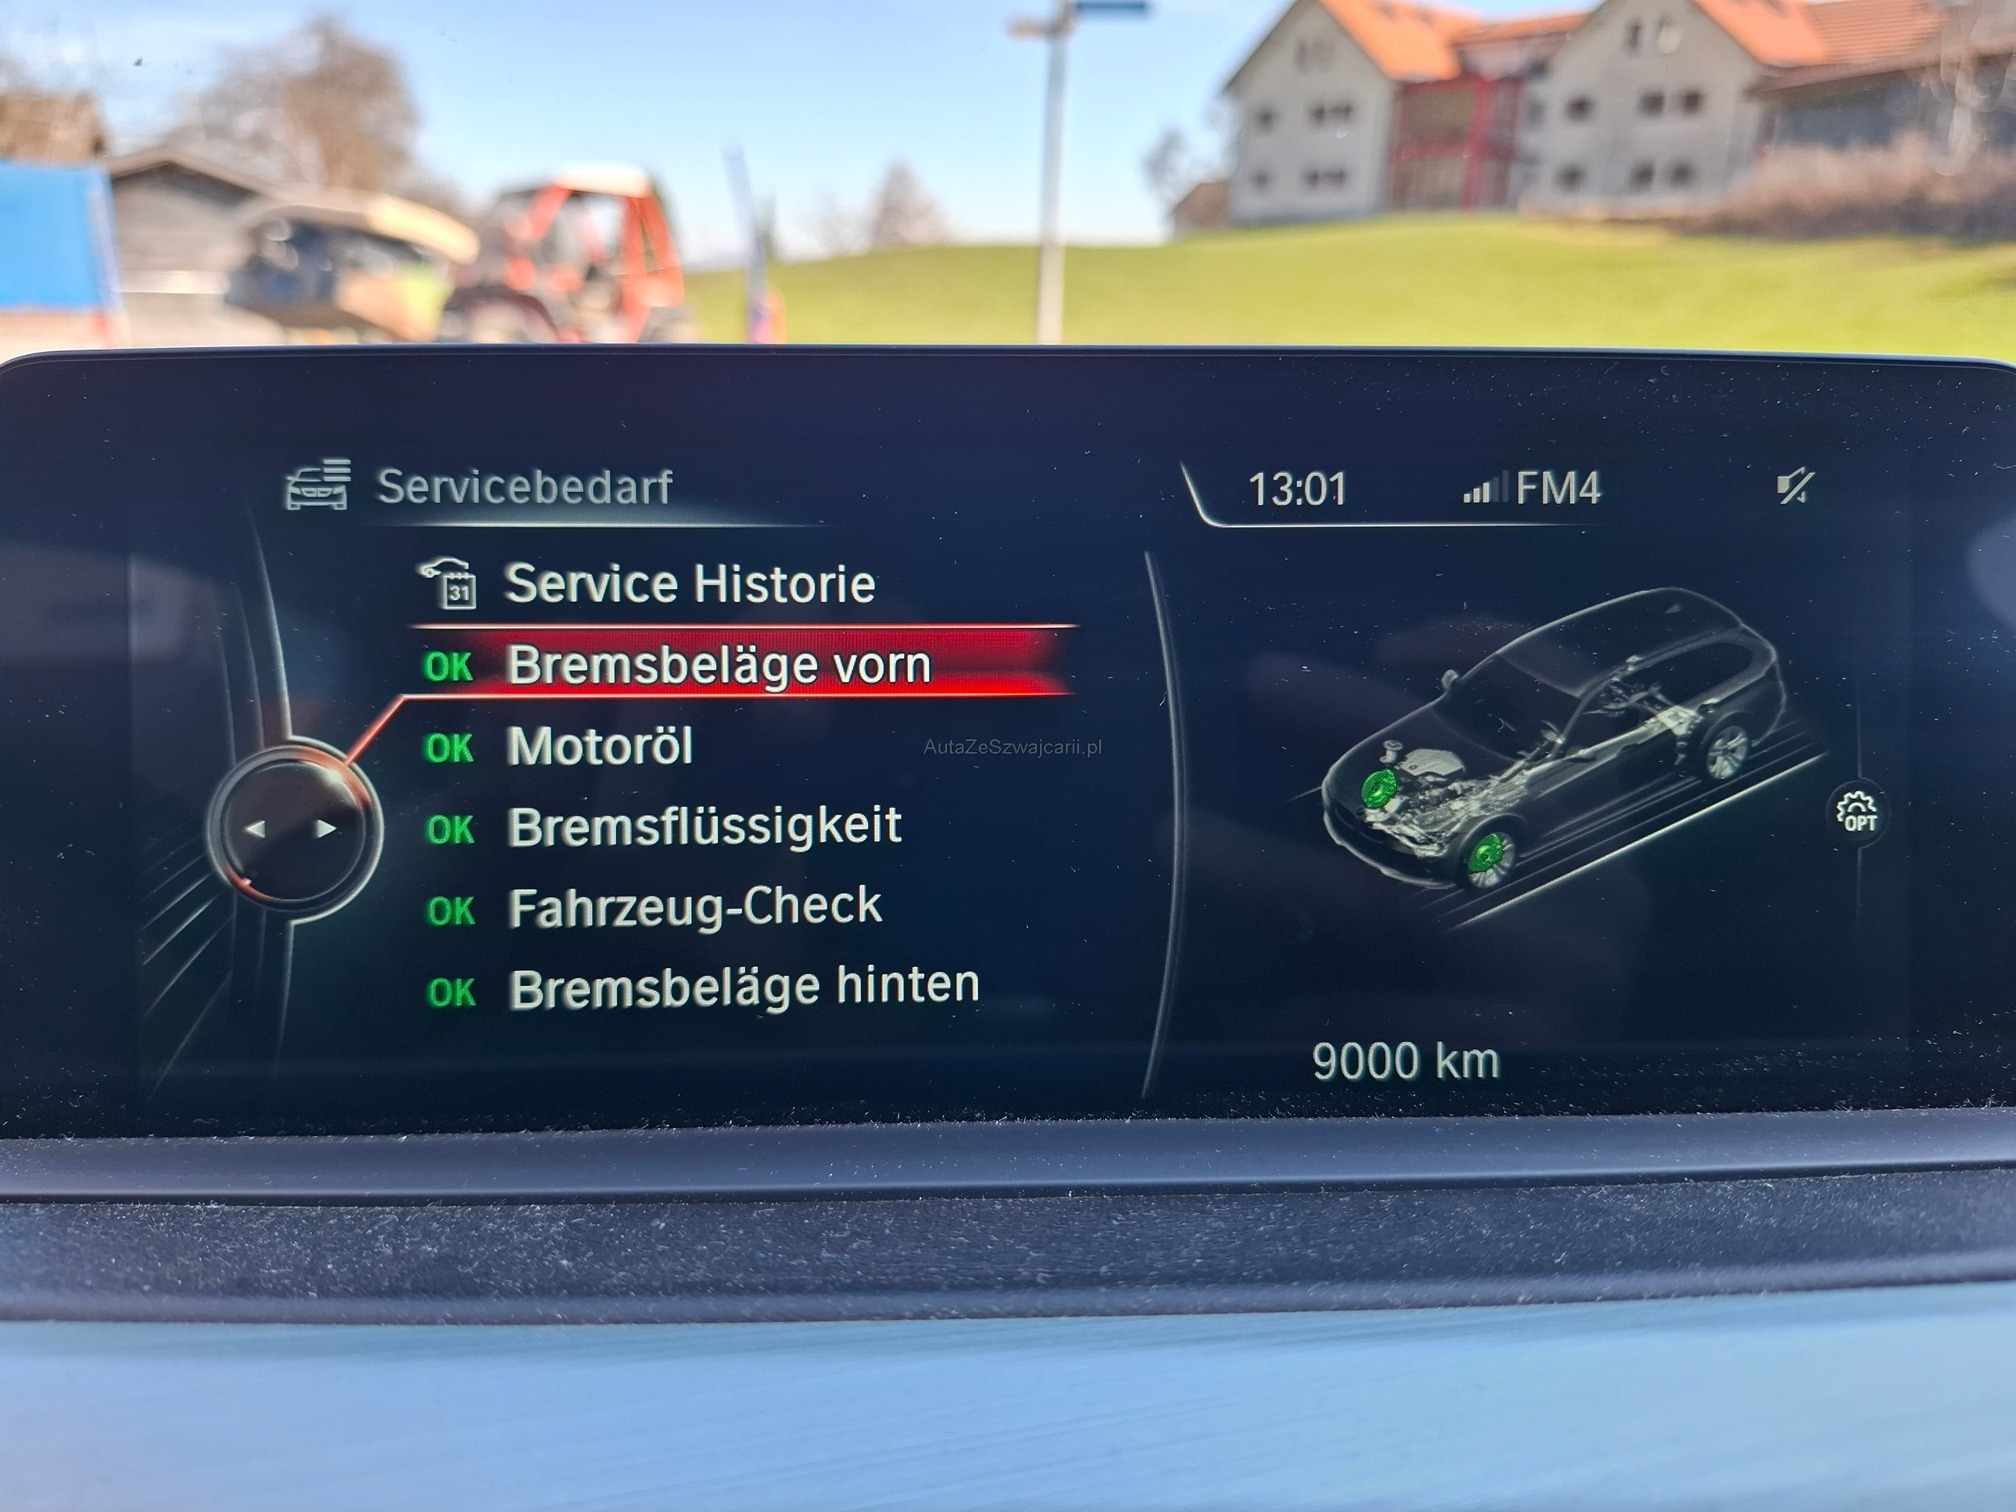 Servicebedarf
13:01 FM4
31 Service Historie
OK Bremsbeläge vorn
OK Motoröl
AutaZeSzwajcarii.pl
OK Bremsflüssigkeit
OPT
OK Fahrzeug-Check
OK Bremsbeläge hinten
9000 km